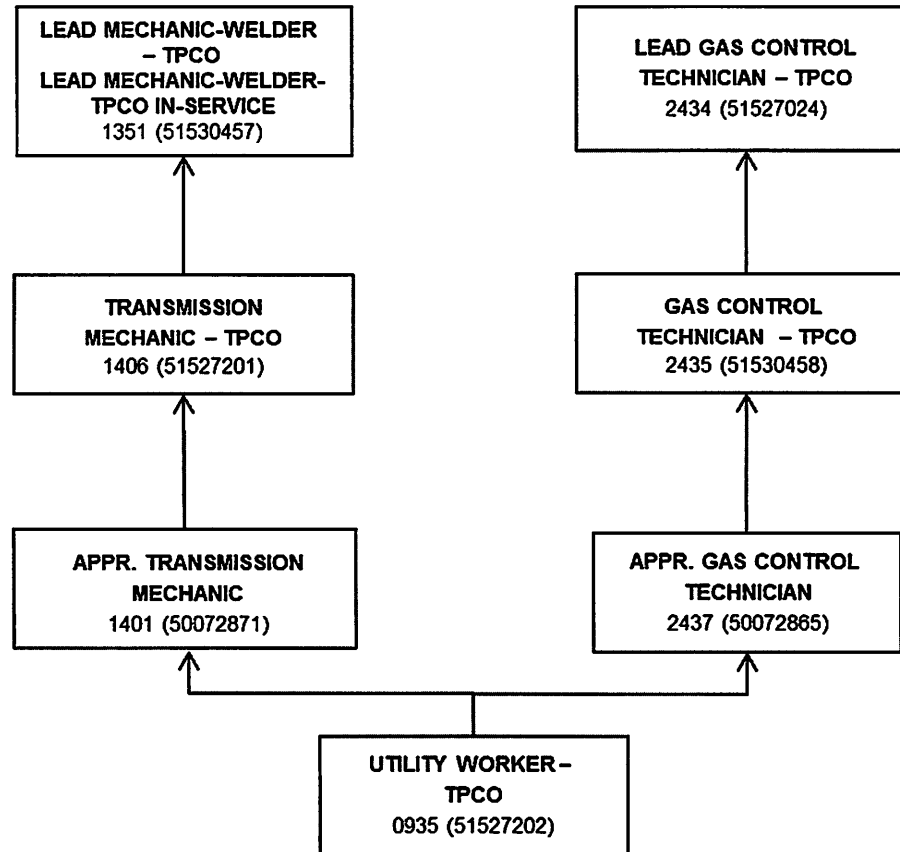 LEAD MECHANIC-WELDER
– TPCO
LEAD MECHANIC-WELDER-
TPCO IN-SERVICE
1351 (51530457)
LEAD GAS CONTROL
TECHNICIAN – TPCO
2434 (51527024)
TRANSMISSION
MECHANIC – TPCO
1406 (51527201)
GAS CONTROL
TECHNICIAN – TPCO
2435 (51530458)
APPR. TRANSMISSION
MECHANIC
1401 (50072871)
APPR. GAS CONTROL
TECHNICIAN
2437 (50072865)
UTILITY WORKER–
TPCO
0935 (51527202)